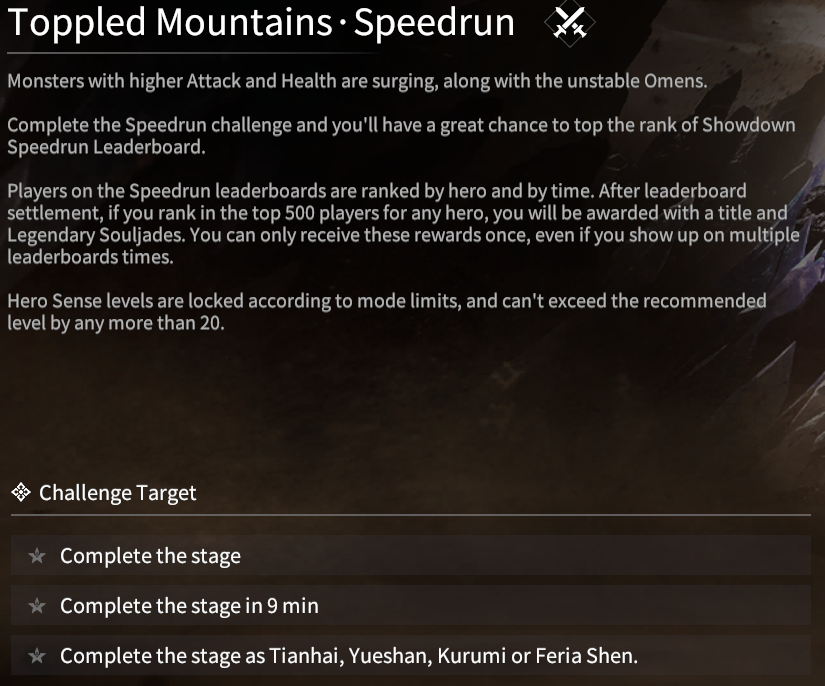 Toppled Mountains · Speedrun
Monsters with higher Attack and Health are surging, along with the unstable Omens.
Complete the Speedrun challenge and you'll have a great chance to top the rank of Showdown
Speedrun Leaderboard.
Players on the Speedrun leaderboards are ranked by hero and by time. After leaderboard
settlement, if you rank in the top 500 players for any hero, you will be awarded with a title and
Legendary Souljades. You can only receive these rewards once, even if you show up on multiple
leaderboards times.
Hero Sense levels are locked according to mode limits, and can't exceed the recommended
level by any more than 20.
Challenge Target
Complete the stage
Complete the stage in 9 min
Complete the stage as Tianhai, Yueshan, Kurumi or Feria Shen.